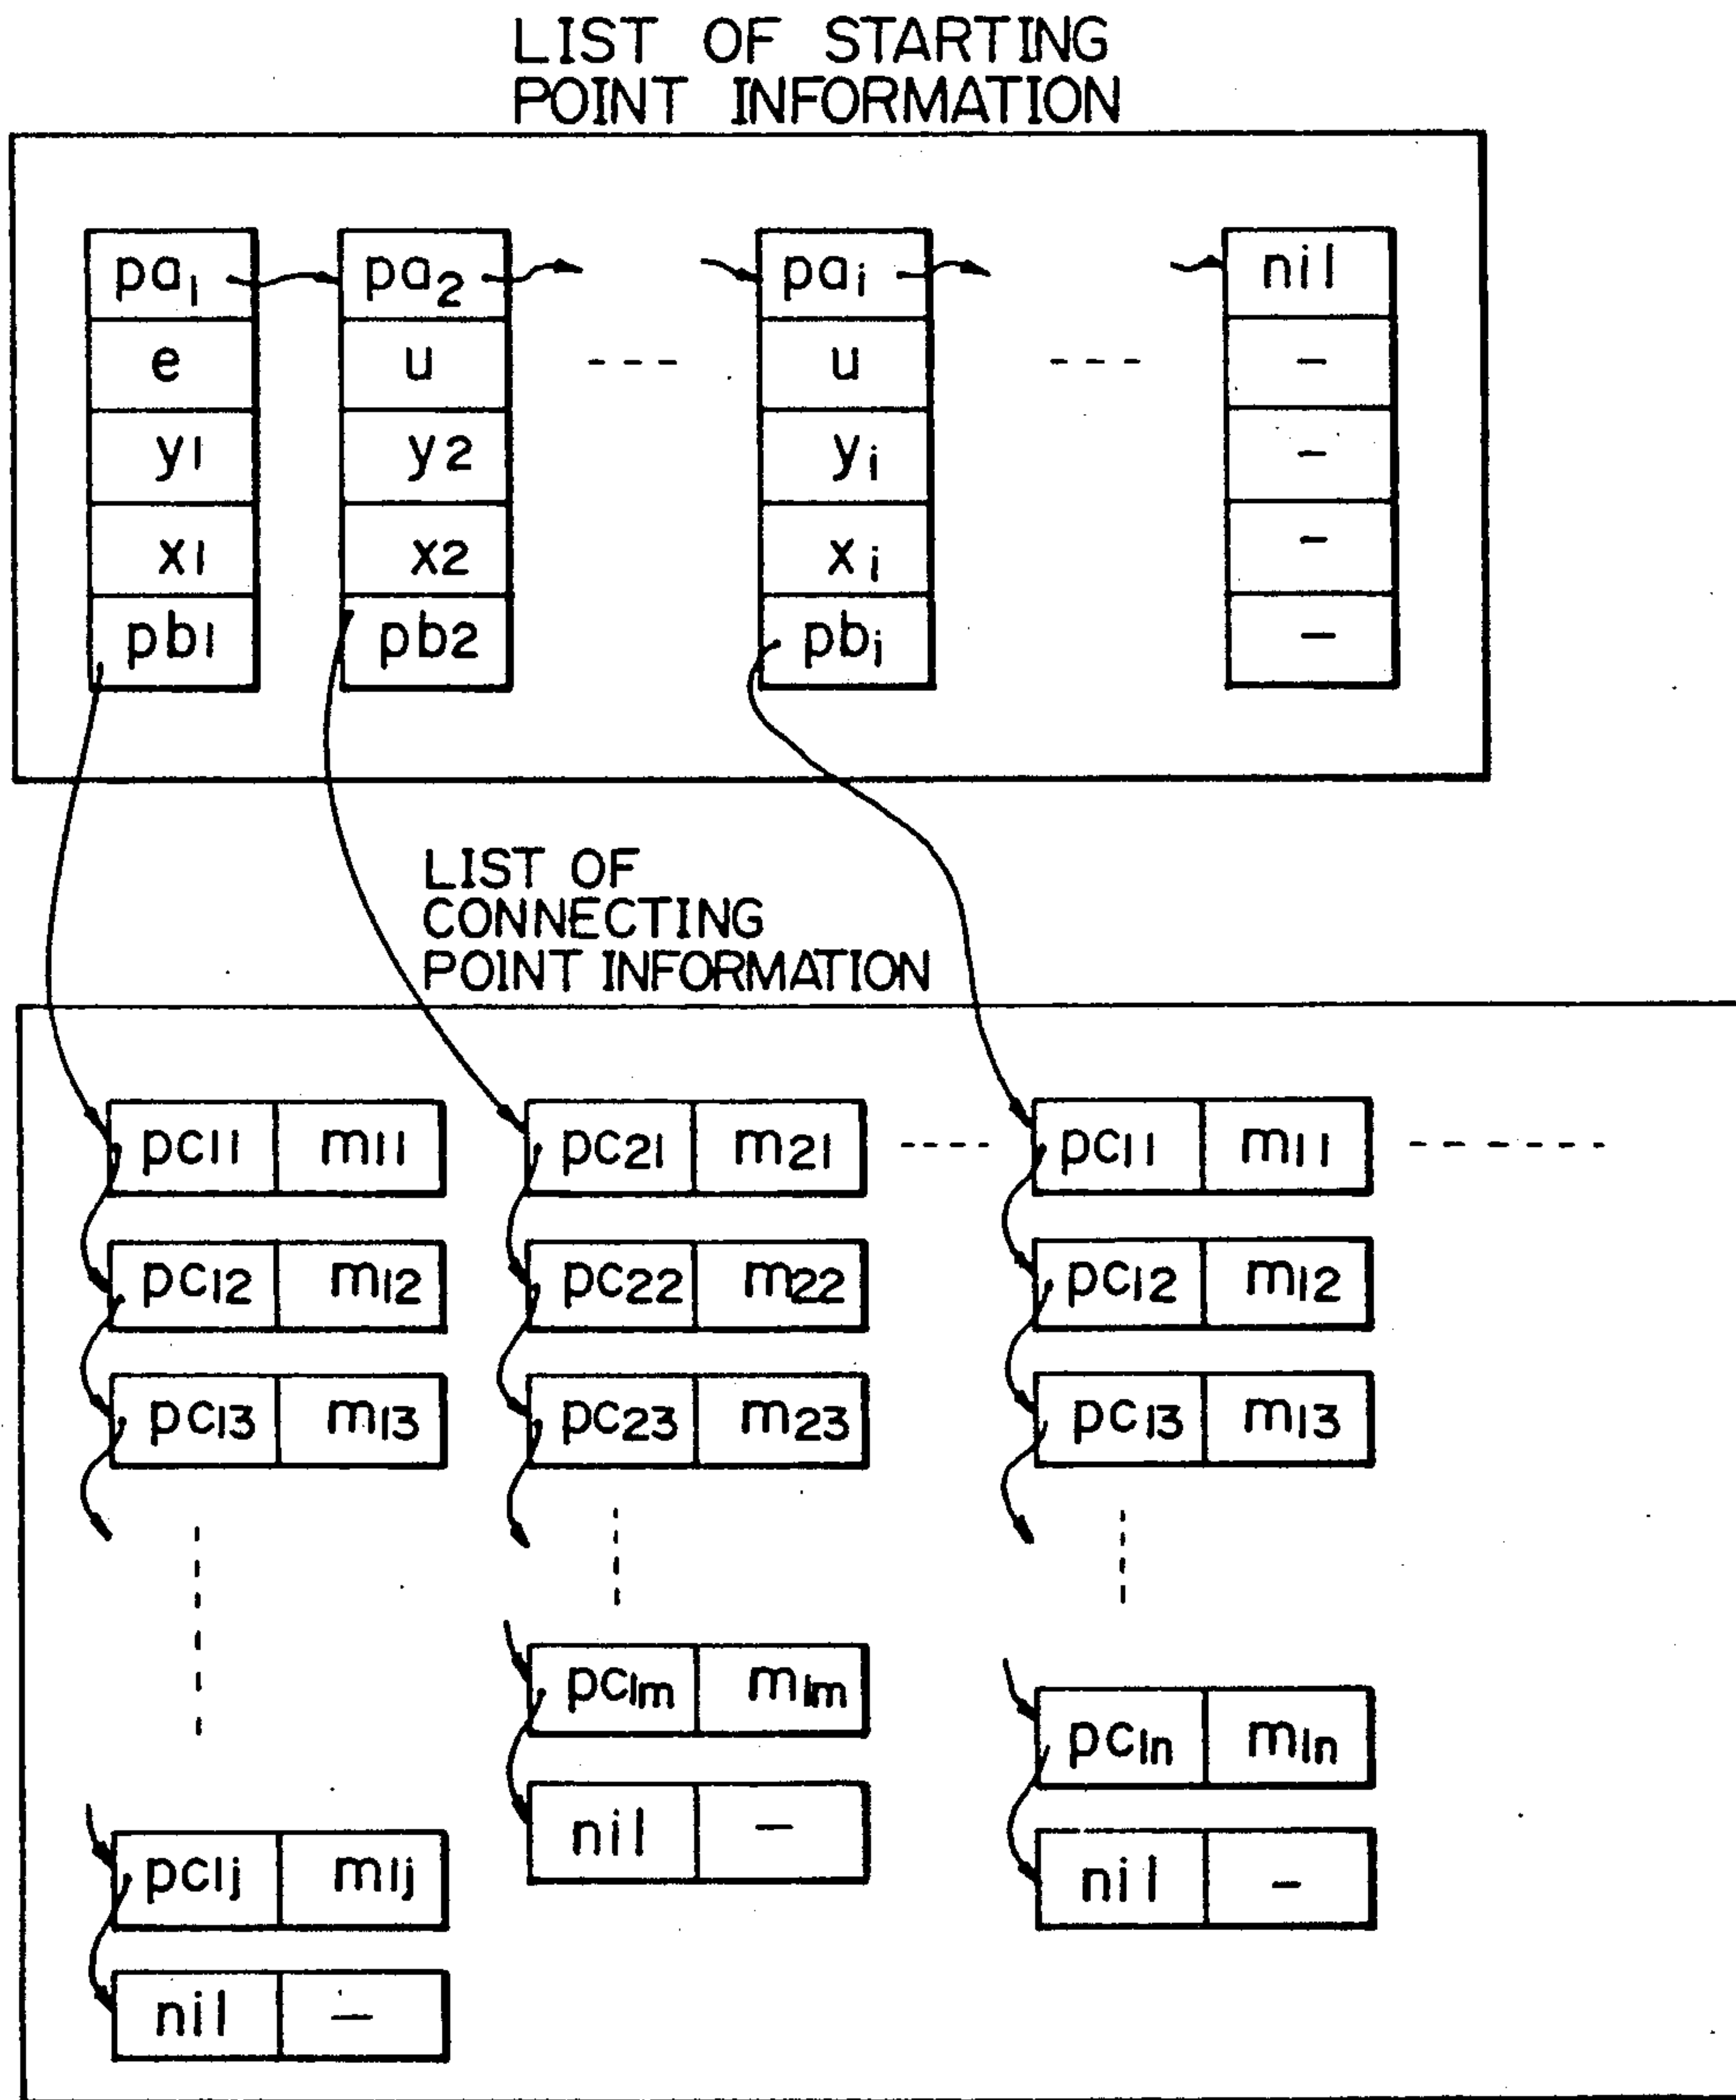 LIST OF STARTING
POINT INFORMATION
pa1 pa2 pai nil
e u --- u --- –
y1 y2 yi –
x1 x2 xi –
pb1 pb2 pbi –
LIST OF
CONNECTING
POINT INFORMATION
pc11 m11 pc21 m21 ---- pc11 m11 -------
pc12 m12 pc22 m22 pc12 m12
pc13 m13 pc23 m23 pc13 m13
pc1m m1m
pc1n m1n
nil –
pc1j m1j
nil –
nil –